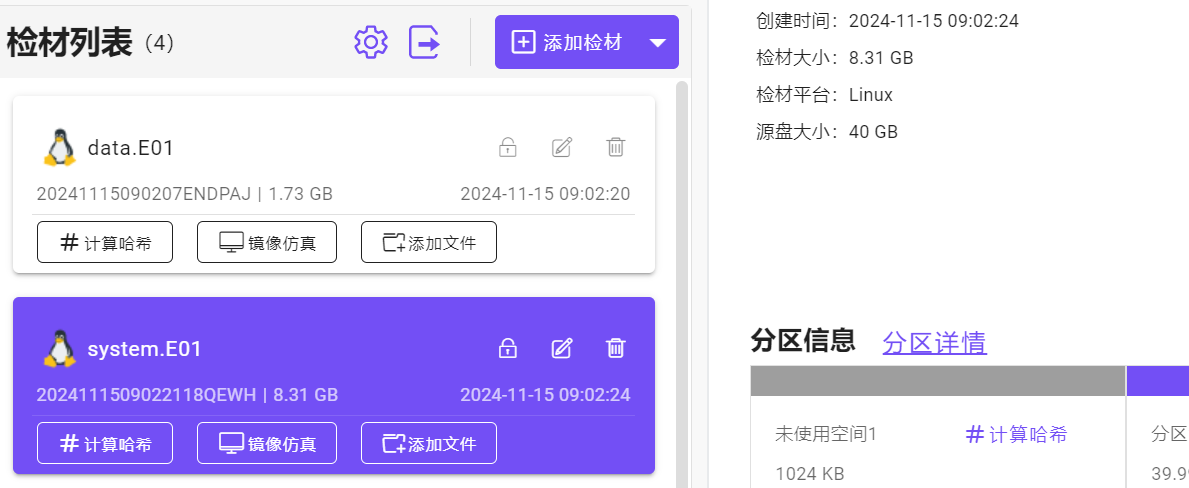 检材列表（4）
添加检材
data.E01
20241115090207ENDPAJ | 1.73 GB
2024-11-15 09:02:20
计算哈希
镜像仿真
添加文件
system.E01
2024111509022118QEWH | 8.31 GB
2024-11-15 09:02:24
计算哈希
镜像仿真
添加文件
创建时间：2024-11-15 09:02:24
检材大小：8.31 GB
检材平台：Linux
源盘大小：40 GB
分区信息 分区详情
未使用空间1
计算哈希
1024 KB
分区